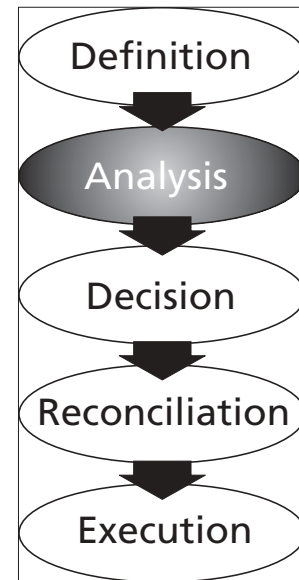 Definition
Analysis
Decision
Reconciliation
Execution